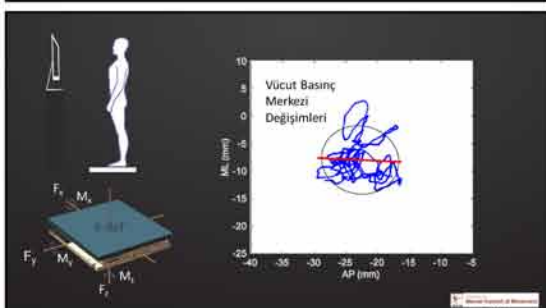 Vücut Basınç
Merkezi
Değişimleri
10
5
0
-5
-10
-15
-20
-25
ML (mm)
-40 -35 -30 -25 -20 -15 -10 -5
AP (mm)
Fx
Mx
Fy
My
Mz
Fz